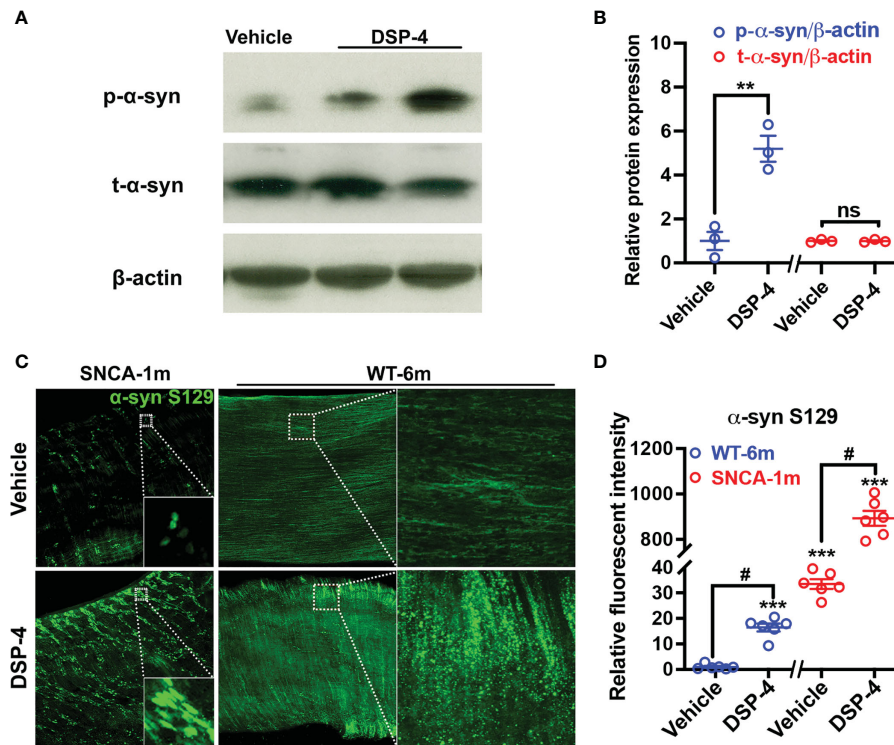 A
Vehicle DSP-4
p-α-syn
t-α-syn
β-actin
B
p-α-syn/β-actin
t-α-syn/β-actin
Relative protein expression
10
8
6
4
2
0
**
ns
Vehicle
DSP-4
Vehicle
DSP-4
C
SNCA-1m WT-6m
α-syn S129
Vehicle
DSP-4
D
α-syn S129
WT-6m
SNCA-1m
Relative fluorescent intensity
1200
1000
800
40
30
20
10
0
#
***
***
#
***
Vehicle
DSP-4
Vehicle
DSP-4